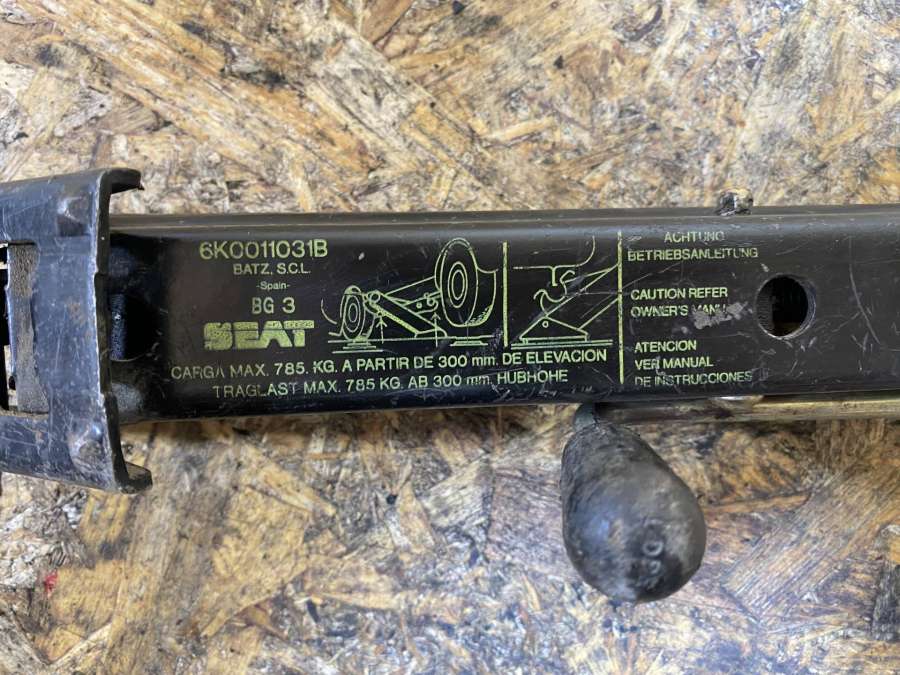 6K0011031B
BATZ, S.C.L.
-Spain-
BG 3
SEAT
CARGA MAX. 785. KG. A PARTIR DE 300 mm. DE ELEVACION
TRAGLAST MAX. 785 KG. AB 300 mm. HUBHOHE
ACHTUNG
BETRIEBSANLEITUNG
CAUTION REFER
OWNER'S MANU
ATENCION
VER MANUAL
DE INSTRUCCIONES